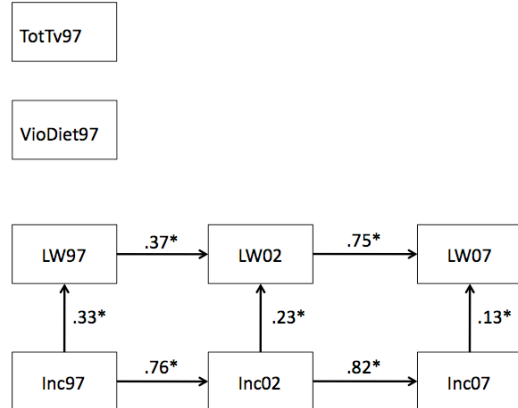 TotTv97
VioDiet97
LW97 .37* LW02 .75* LW07
.33* .23* .13*
Inc97 .76* Inc02 .82* Inc07